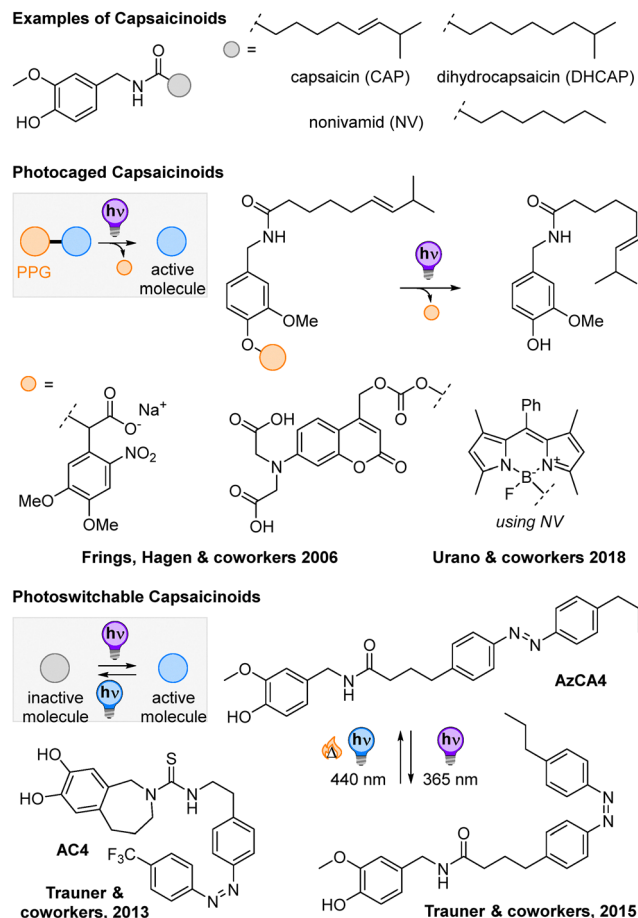 Examples of Capsaicinoids
O
O
N
H
HO
=
capsaicin (CAP)
dihydrocapsaicin (DHCAP)
nonivamid (NV)
Photocaged Capsaicinoids
hν
PPG
active
molecule
O
NH
OMe
O
hν
O
NH
OMe
OH
=
O
O-
Na+
NO2
MeO
OMe
O
OH
N
O
OH
O
O
O
O
O
Ph
N
N+
B-
F
using NV
Frings, Hagen & coworkers 2006
Urano & coworkers 2018
Photoswitchable Capsaicinoids
hν
hν
inactive
molecule
active
molecule
O
HO
N
H
O
N
N
AzCA4
Δ
hν
hν
440 nm
365 nm
HO
HO
N
S
N
H
F3C
N
N
AC4
Trauner &
coworkers, 2013
O
HO
N
H
O
N
N
Trauner & coworkers, 2015